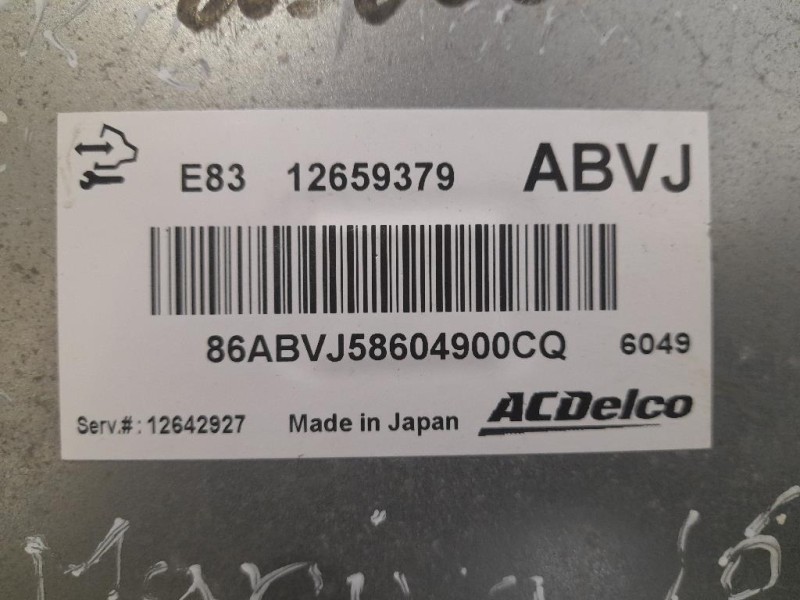 E83 12659379 ABVJ
86ABVJ58604900CQ 6049
Serv.#: 12642927 Made in Japan ACDelco